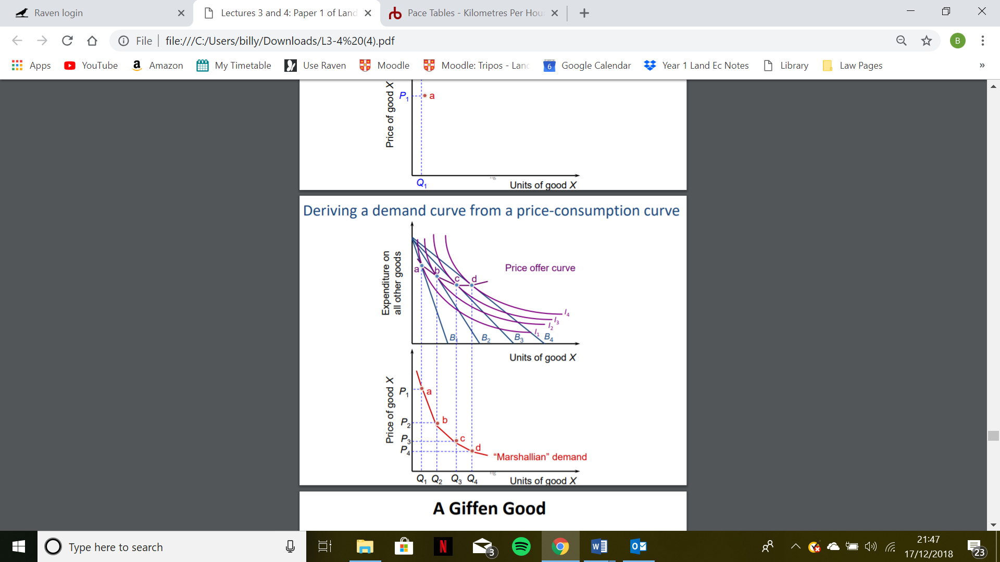 Raven login
Lectures 3 and 4: Paper 1 of Land
Pace Tables - Kilometres Per Hou
File
file:///C:/Users/billy/Downloads/L3-4%20(4).pdf
B
Apps
YouTube
Amazon
My Timetable
Use Raven
Moodle
Moodle: Tripos - Lanc
6
Google Calendar
Year 1 Land Ec Notes
Library
Law Pages
»
Price of good X
P1
a
Q1
Units of good X
Deriving a demand curve from a price-consumption curve
Expenditure on
all other goods
a
b
c
d
Price offer curve
I4
I3
I2
I1
B1
B2
B3
B4
Units of good X
Price of good X
P1
a
P2
b
P3
c
P4
d
"Marshallian" demand
Q1 Q2 Q3 Q4
Units of good X
A Giffen Good
Type here to search
3
21:47
17/12/2018
23